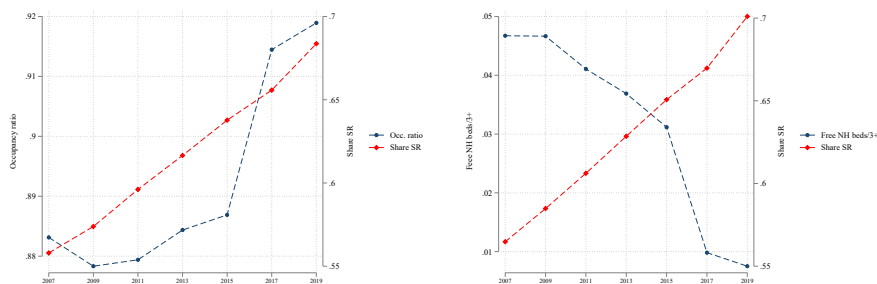 .92
.91
.9
.89
.88
Occupancy ratio
.7
.65
.6
.55
Share SR
2007 2009 2011 2013 2015 2017 2019
Occ. ratio
Share SR
.05
.04
.03
.02
.01
Feee NH beds/3+
.7
.65
.6
.55
Share SR
2007 2009 2011 2013 2015 2017 2019
Free NH beds/3+
Share SR